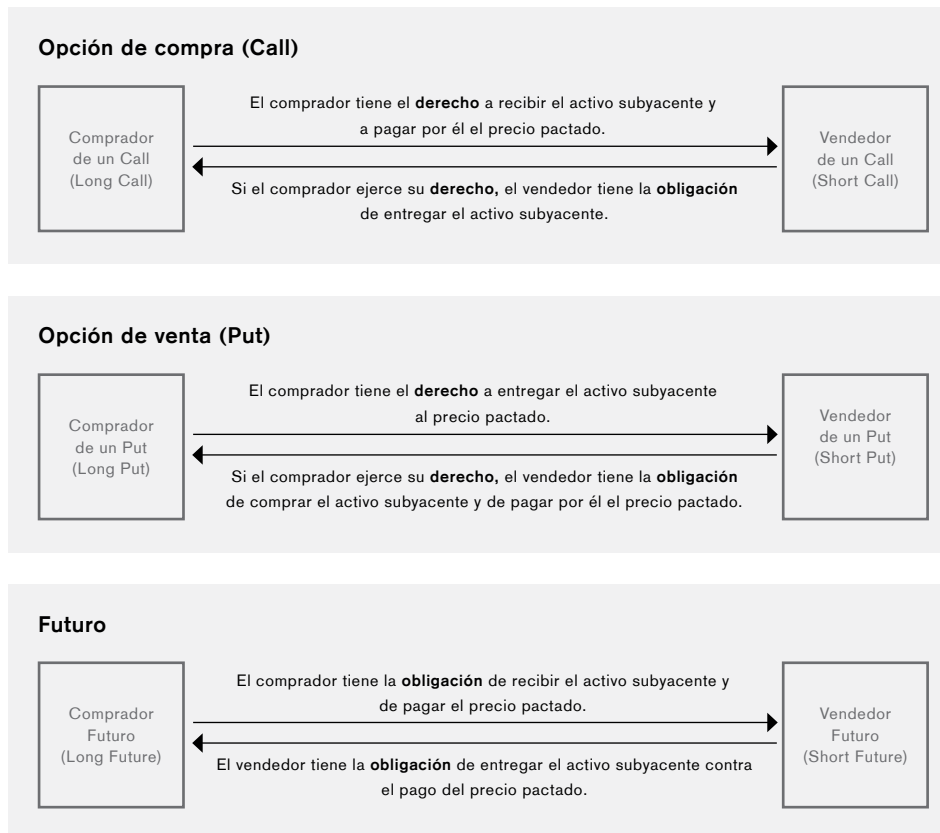 Opción de compra (Call)
Comprador
de un Call
(Long Call)
El comprador tiene el derecho a recibir el activo subyacente y
a pagar por él el precio pactado.
Si el comprador ejerce su derecho, el vendedor tiene la obligación
de entregar el activo subyacente.
Vendedor
de un Call
(Short Call)
Opción de venta (Put)
Comprador
de un Put
(Long Put)
El comprador tiene el derecho a entregar el activo subyacente
al precio pactado.
Si el comprador ejerce su derecho, el vendedor tiene la obligación
de comprar el activo subyacente y de pagar por él el precio pactado.
Vendedor
de un Put
(Short Put)
Futuro
Comprador
Futuro
(Long Future)
El comprador tiene la obligación de recibir el activo subyacente y
de pagar el precio pactado.
El vendedor tiene la obligación de entregar el activo subyacente contra
el pago del precio pactado.
Vendedor
Futuro
(Short Future)